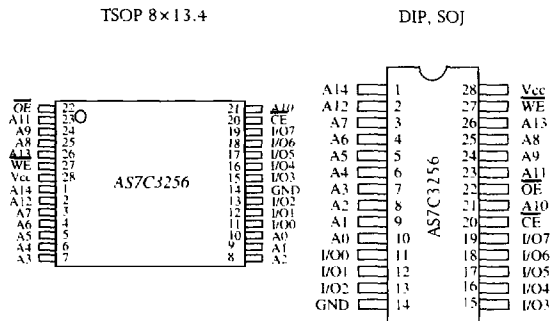 TSOP 8×13.4
OE 22 21 A10
A11 23 20 CE
A9 24 19 I/O7
A8 25 18 I/O6
A13 26 17 I/O5
WE 27 16 I/O4
Vcc 28 15 I/O3
AS7C3256
A14 1 14 GND
A12 2 13 I/O2
A7 3 12 I/O1
A6 4 11 I/O0
A5 5 10 A0
A4 6 9 A1
A3 7 8 A2
DIP, SOJ
A14 1 28 Vcc
A12 2 27 WE
A7 3 26 A13
A6 4 25 A8
A5 5 24 A9
A4 6 23 A11
A3 7 22 OE
A2 8 21 A10
A1 9 20 CE
A0 10 19 I/O7
I/O0 11 18 I/O6
I/O1 12 17 I/O5
I/O2 13 16 I/O4
GND 14 15 I/O3
AS7C3256